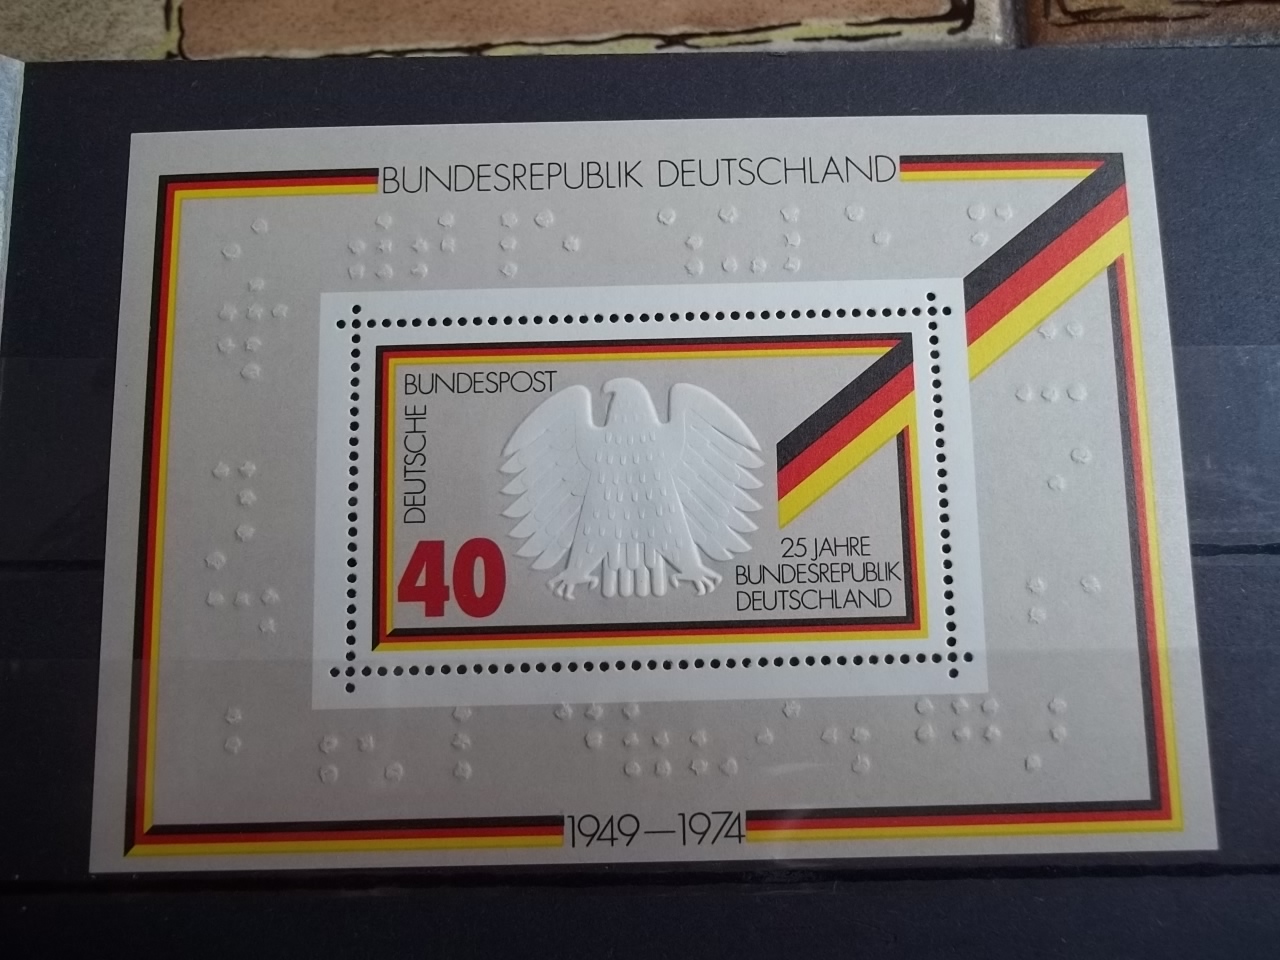 BUNDESREPUBLIK DEUTSCHLAND
DEUTSCHE BUNDESPOST
40
25 JAHRE
BUNDESREPUBLIK
DEUTSCHLAND
1949—1974